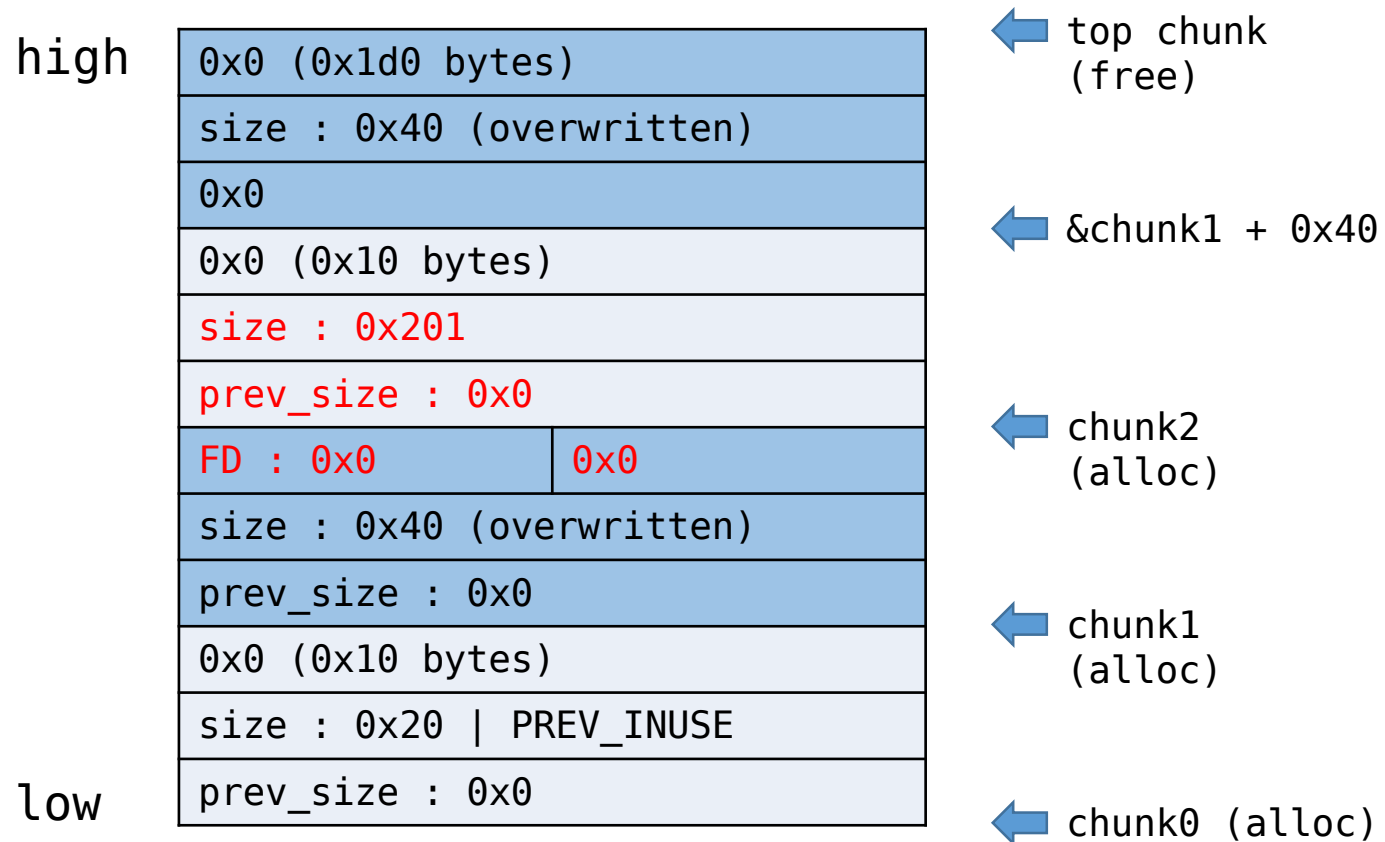 high
0x0 (0x1d0 bytes)
size : 0x40 (overwritten)
0x0
0x0 (0x10 bytes)
size : 0x201
prev_size : 0x0
FD : 0x0
0x0
size : 0x40 (overwritten)
prev_size : 0x0
0x0 (0x10 bytes)
size : 0x20 | PREV_INUSE
prev_size : 0x0
low
top chunk
(free)
&chunk1 + 0x40
chunk2
(alloc)
chunk1
(alloc)
chunk0 (alloc)